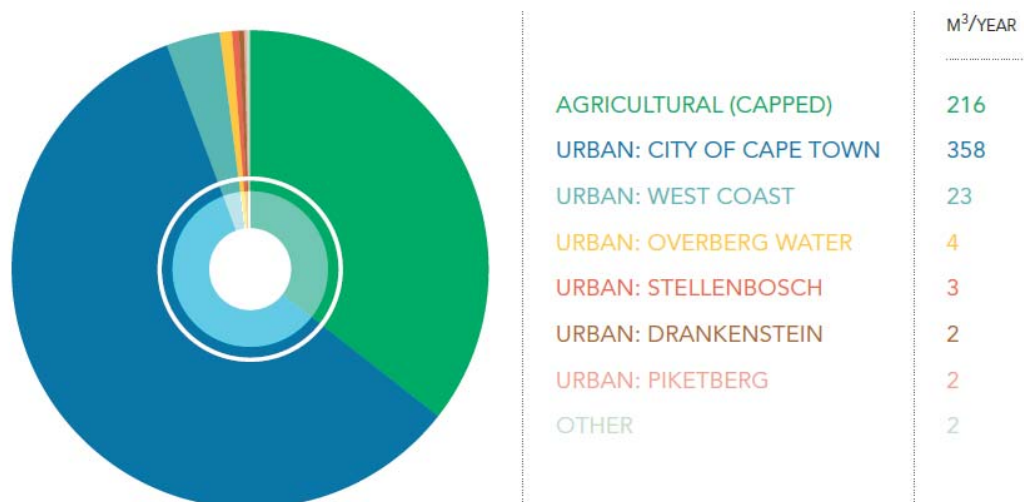 M³/YEAR
AGRICULTURAL (CAPPED) 216
URBAN: CITY OF CAPE TOWN 358
URBAN: WEST COAST 23
URBAN: OVERBERG WATER 4
URBAN: STELLENBOSCH 3
URBAN: DRANKENSTEIN 2
URBAN: PIKETBERG 2
OTHER 2